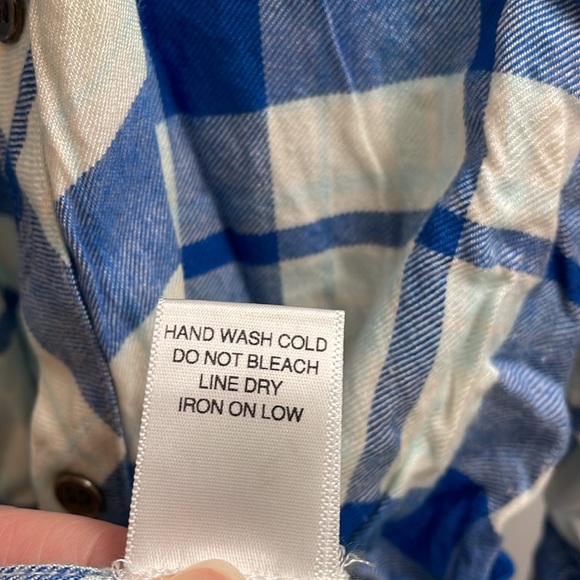 HAND WASH COLD
DO NOT BLEACH
LINE DRY
IRON ON LOW